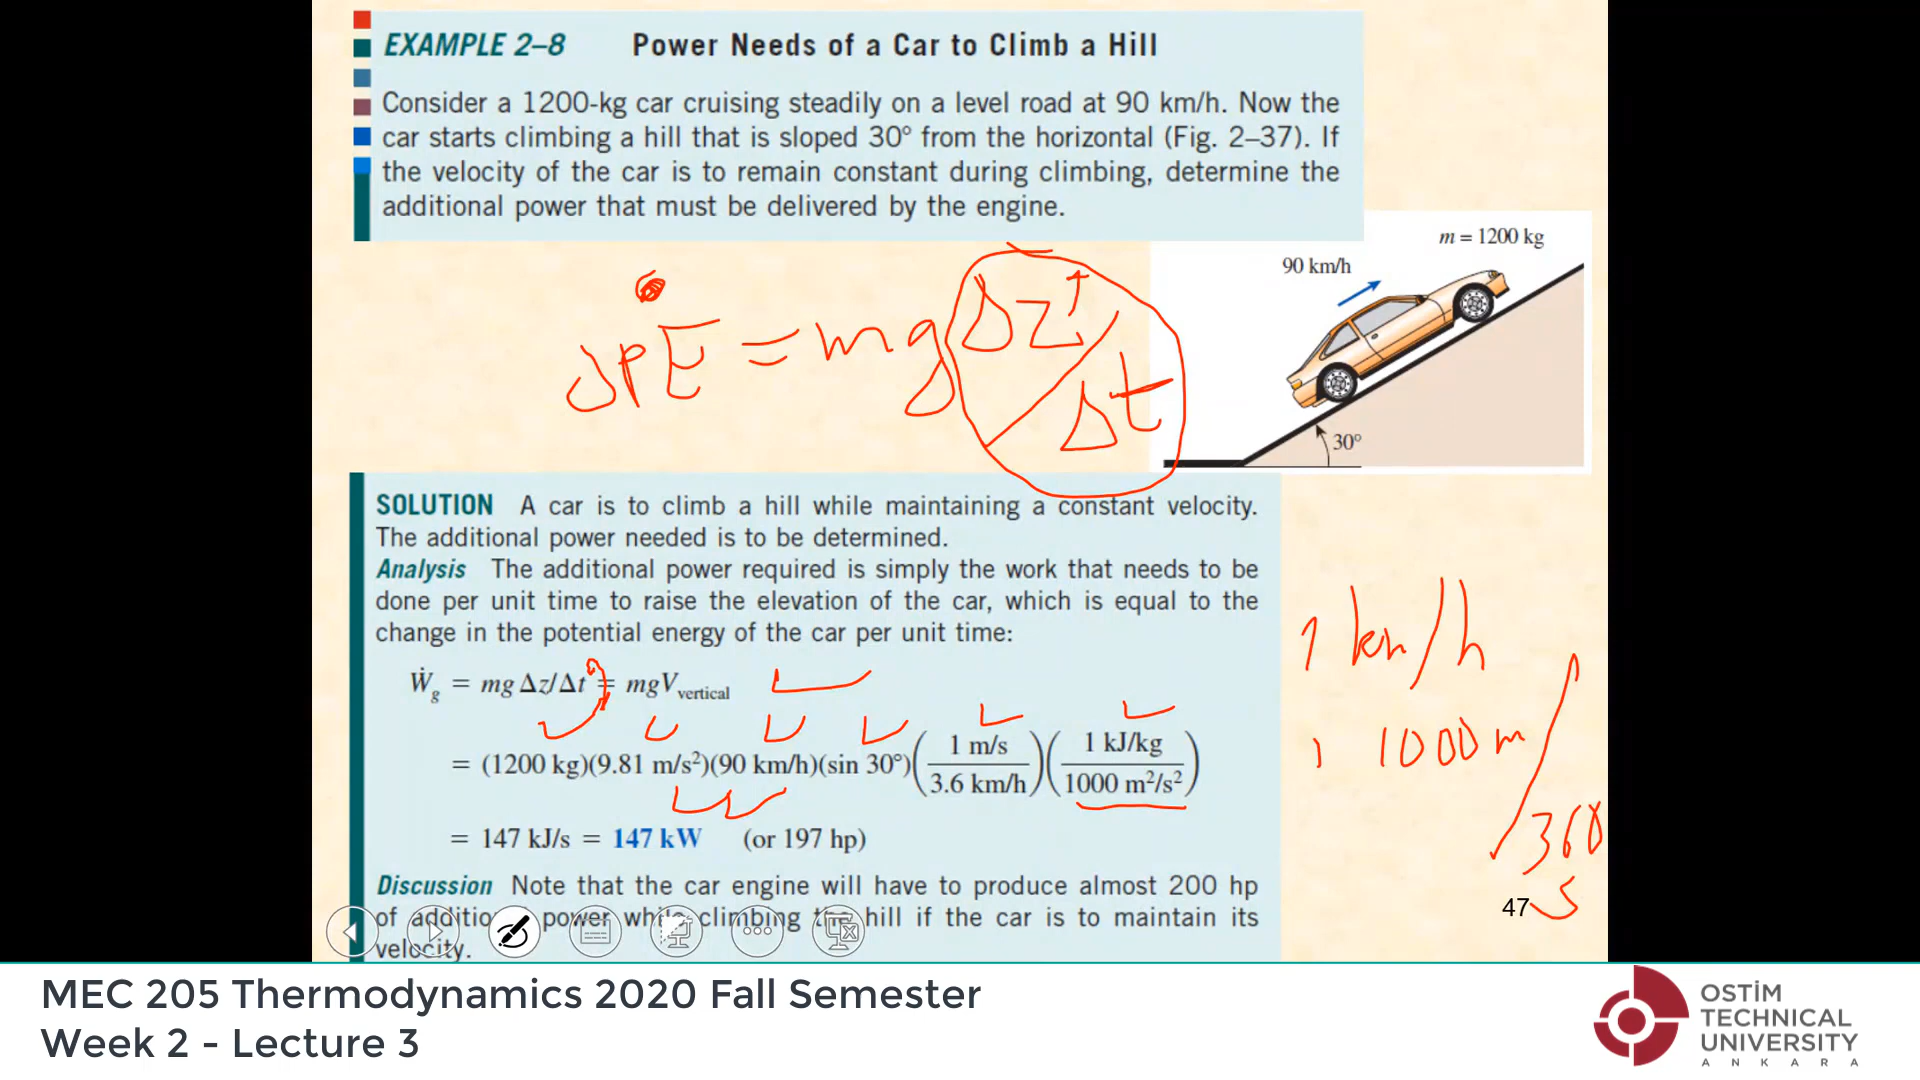 EXAMPLE 2–8 Power Needs of a Car to Climb a Hill
Consider a 1200-kg car cruising steadily on a level road at 90 km/h. Now the
car starts climbing a hill that is sloped 30° from the horizontal (Fig. 2–37). If
the velocity of the car is to remain constant during climbing, determine the
additional power that must be delivered by the engine.
m = 1200 kg
90 km/h
30°
ΔPE = mg Δz/Δt
SOLUTION A car is to climb a hill while maintaining a constant velocity.
The additional power needed is to be determined.
Analysis The additional power required is simply the work that needs to be
done per unit time to raise the elevation of the car, which is equal to the
change in the potential energy of the car per unit time:
Ẇg = mg Δz/Δt = mgVvertical
= (1200 kg)(9.81 m/s²)(90 km/h)(sin 30°)(1 m/s / 3.6 km/h)(1 kJ/kg / 1000 m²/s²)
= 147 kJ/s = 147 kW (or 197 hp)
Discussion Note that the car engine will have to produce almost 200 hp
of additional power while climbing the hill if the car is to maintain its
velocity.
1 km/h
1000 m
47
MEC 205 Thermodynamics 2020 Fall Semester
Week 2 - Lecture 3
OSTİM
TECHNICAL
UNIVERSITY
ANKARA